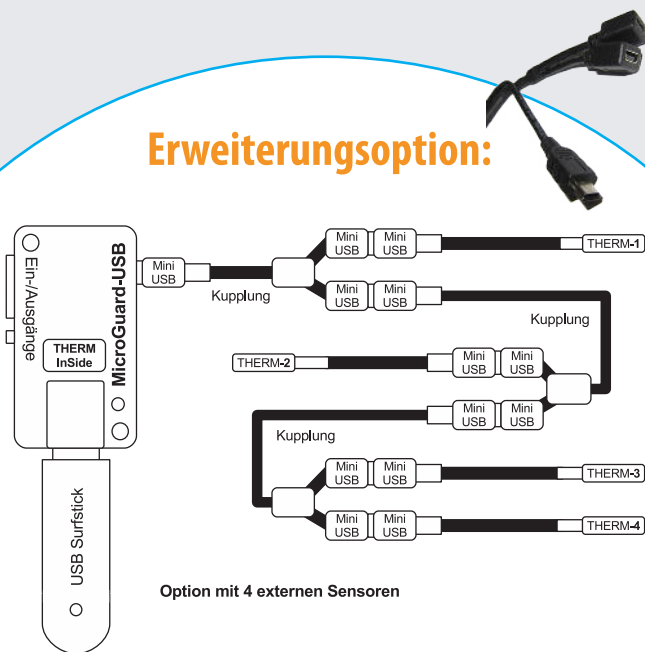 Erweiterungsoption:
Ein-/Ausgänge
MicroGuard-USB
THERM
InSide
USB Surfstick
Mini
USB
Kupplung
Mini
USB
Mini
USB
THERM-1
Mini
USB
Mini
USB
Kupplung
THERM-2
Mini
USB
Mini
USB
Mini
USB
Mini
USB
Kupplung
Mini
USB
Mini
USB
THERM-3
Mini
USB
Mini
USB
THERM-4
Option mit 4 externen Sensoren